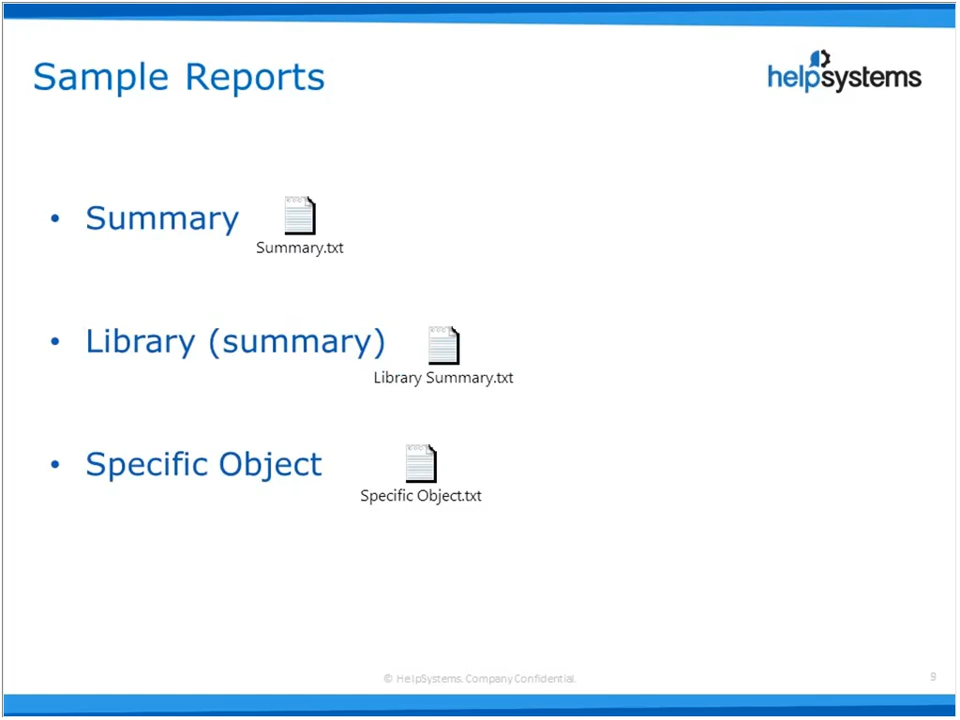 Sample Reports
helpsystems
• Summary
Summary.txt
• Library (summary)
Library Summary.txt
• Specific Object
Specific Object.txt
© HelpSystems. Company Confidential.
9